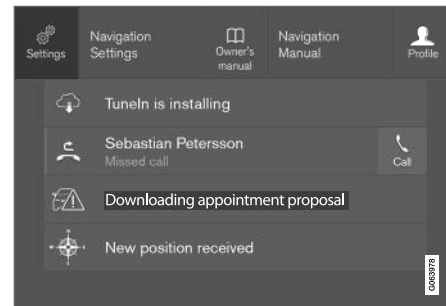 Settings
Navigation
Settings
Owner's
manual
Navigation
Manual
Profile
TuneIn is installing
Sebastian Petersson
Missed call
Call
Downloading appointment proposal
New position received
G063978